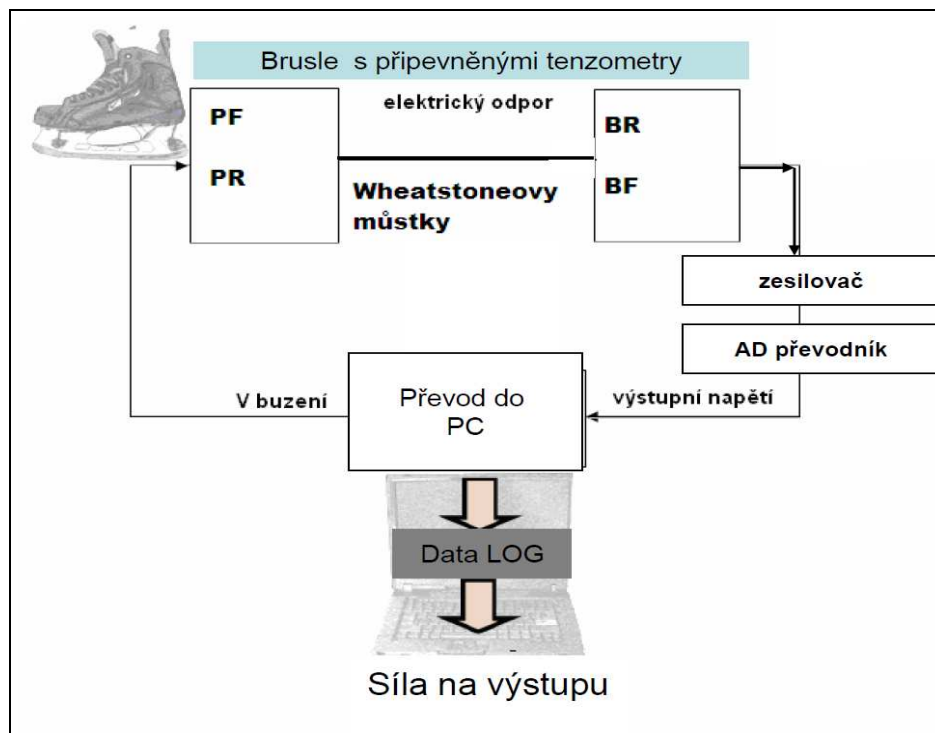 Brusle s připevněnými tenzometry
elektrický odpor
PF
PR
BR
BF
Wheatstoneovy
můstky
zesilovač
AD převodník
V buzení
Převod do
PC
výstupní napětí
Data LOG
Síla na výstupu